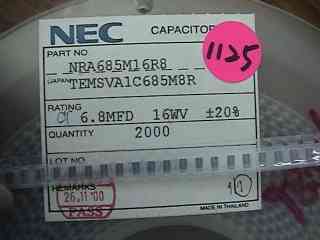 NEC CAPACITOR
1125
PART NO
NRA685M16R8
JAPAN TEMSVA1C685M8R
RATING
6.8MFD 16WV ±20%
QUANTITY
2000
LOT NO
REMARKS
26.11.'00
PASS
1 1
MADE IN THAILAND